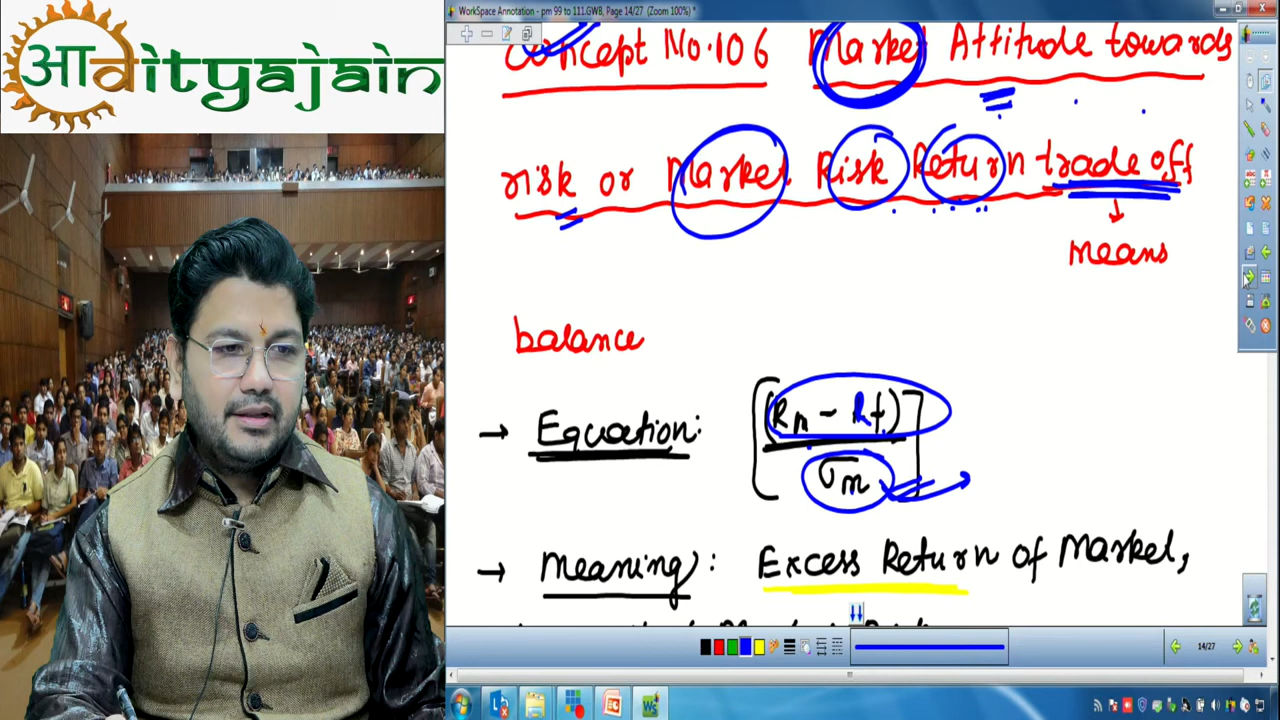 WorkSpace Annotation - pm 99 to 111.GWB, Page 14/27 (Zoom 100%) *
आdityajain
Concept No.106 Market Attitude towards
risk or Market Risk Return trade off
means
balance
→ Equation: [(Rm - Rf)
σm]
→ Meaning: Excess Return of Market,
14/27